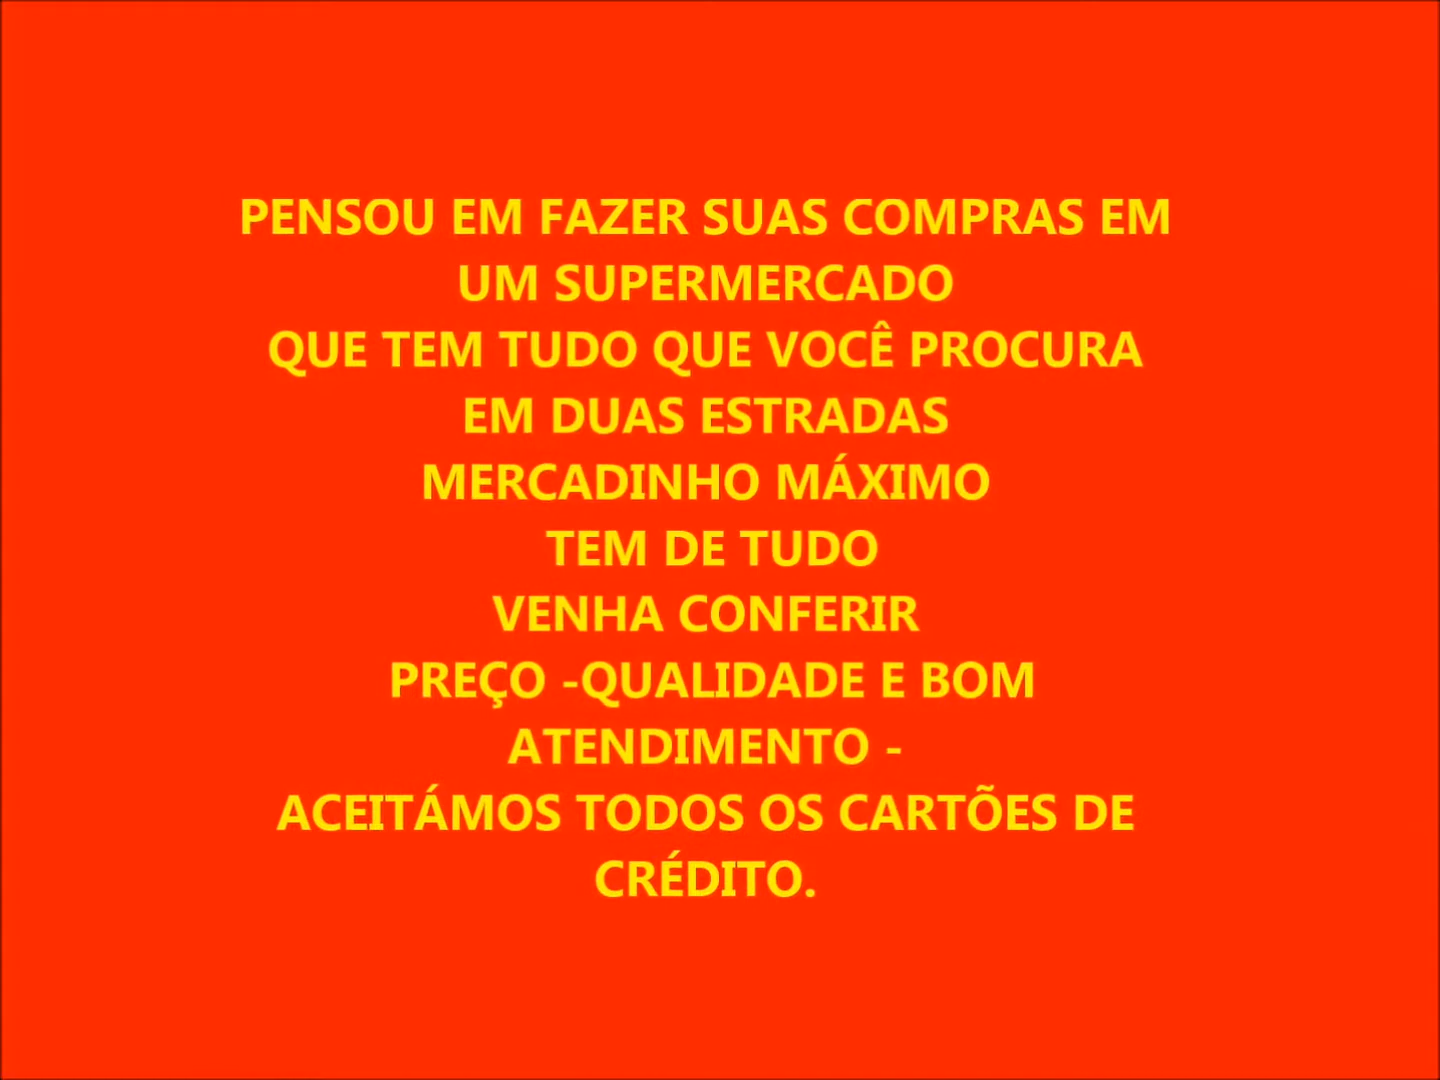 PENSOU EM FAZER SUAS COMPRAS EM
UM SUPERMERCADO
QUE TEM TUDO QUE VOCÊ PROCURA
EM DUAS ESTRADAS
MERCADINHO MÁXIMO
TEM DE TUDO
VENHA CONFERIR
PREÇO -QUALIDADE E BOM
ATENDIMENTO -
ACEITÁMOS TODOS OS CARTÕES DE
CRÉDITO.